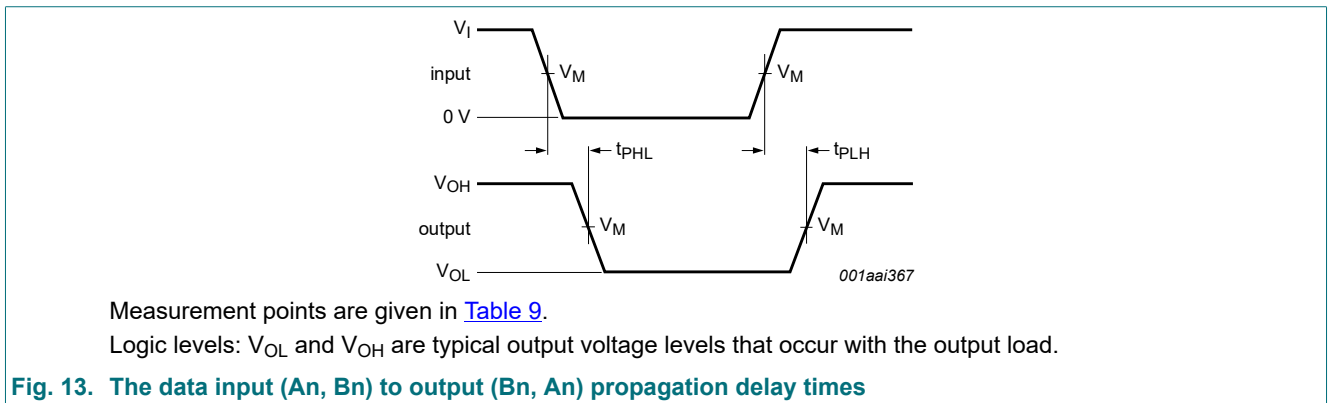 V_I
input V_M V_M
0 V
t_PHL t_PLH
V_OH
output V_M V_M
V_OL
001aai367
Measurement points are given in Table 9.
Logic levels: V_OL and V_OH are typical output voltage levels that occur with the output load.
Fig. 13. The data input (An, Bn) to output (Bn, An) propagation delay times